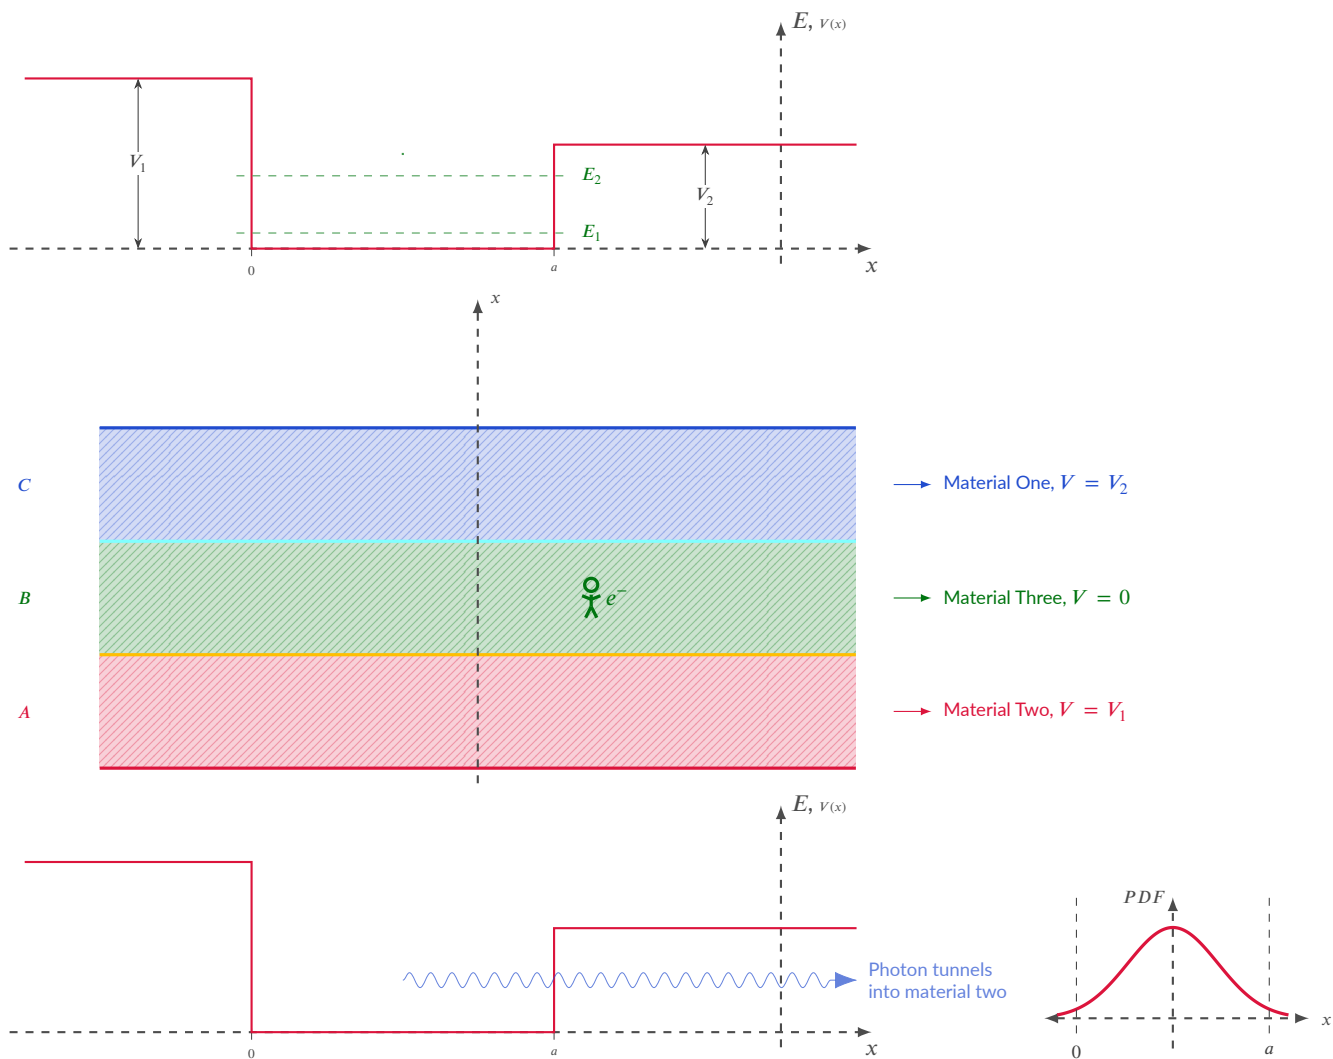 E, V(x)
V₁
E₂
V₂
E₁
0
a
x
x
C
Material One, V = V₂
B
e⁻
Material Three, V = 0
A
Material Two, V = V₁
E, V(x)
PDF
Photon tunnels
into material two
x
0
a
x
0
a